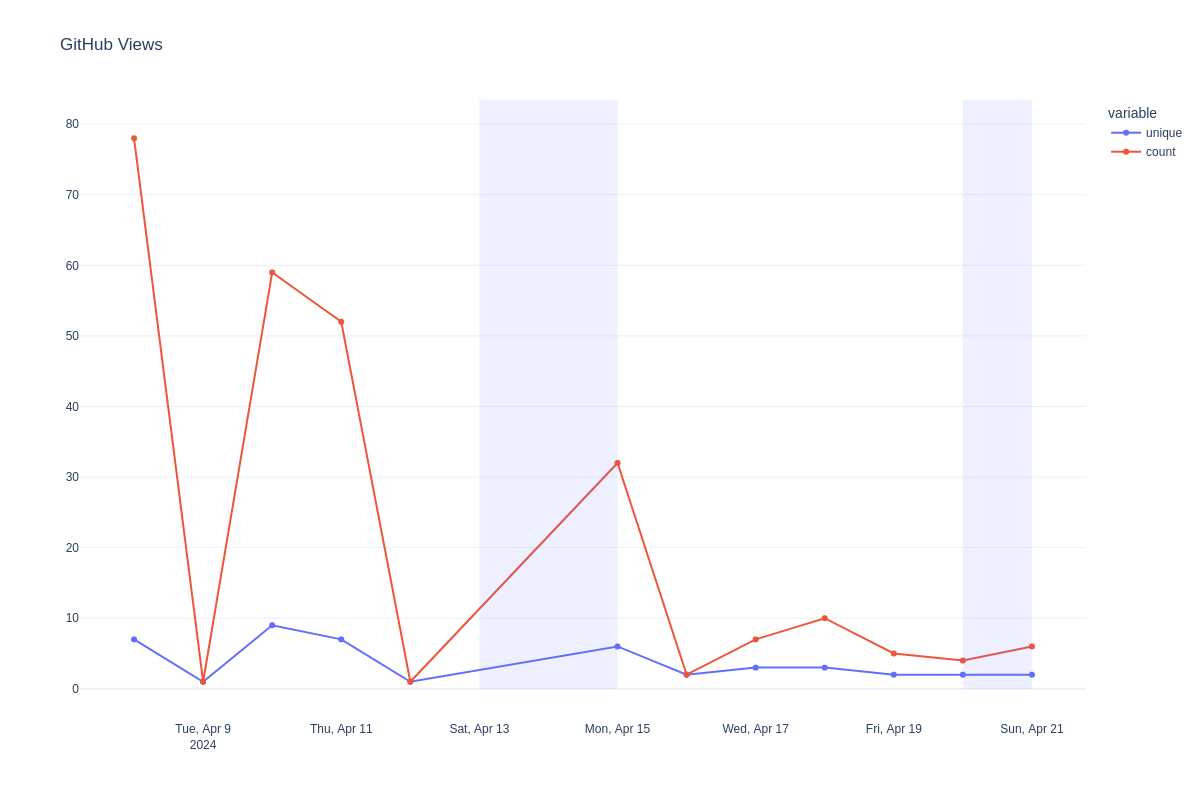 GitHub Views
variable
unique
count
80
70
60
50
40
30
20
10
0
Tue, Apr 9
2024
Thu, Apr 11
Sat, Apr 13
Mon, Apr 15
Wed, Apr 17
Fri, Apr 19
Sun, Apr 21